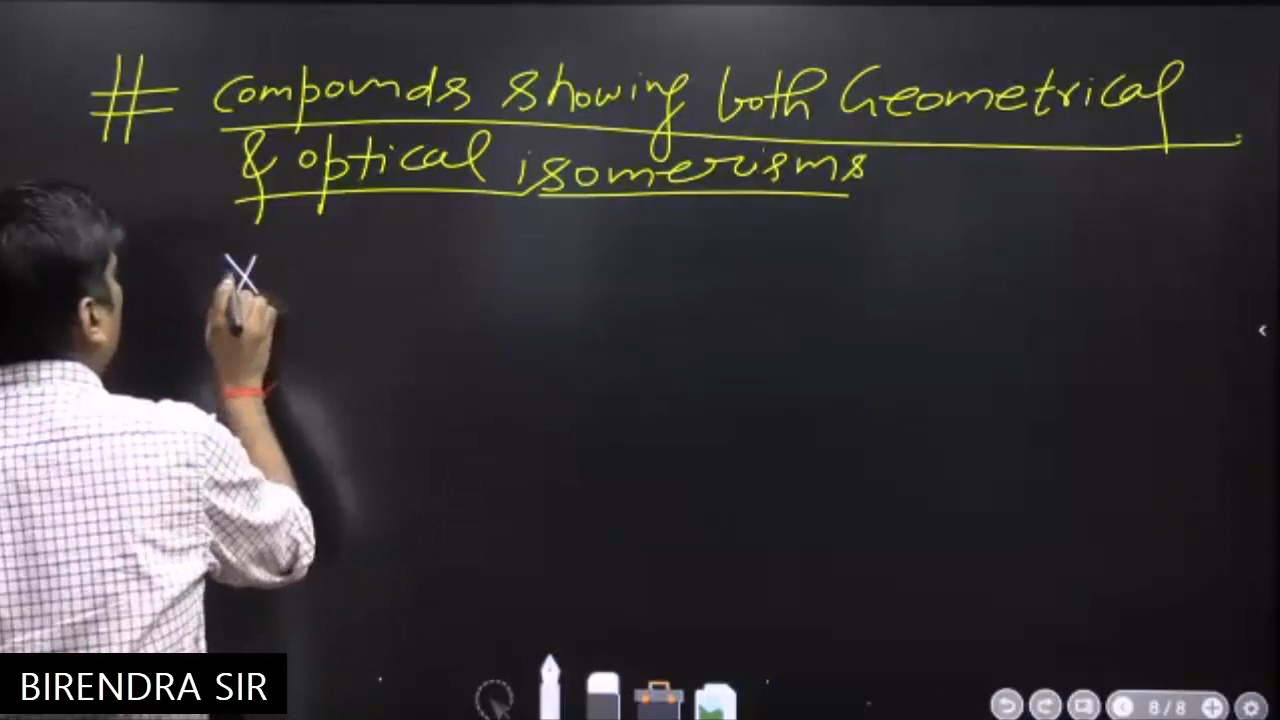 # compounds showing both Geometrical
& optical isomerisms
X
BIRENDRA SIR
8/8